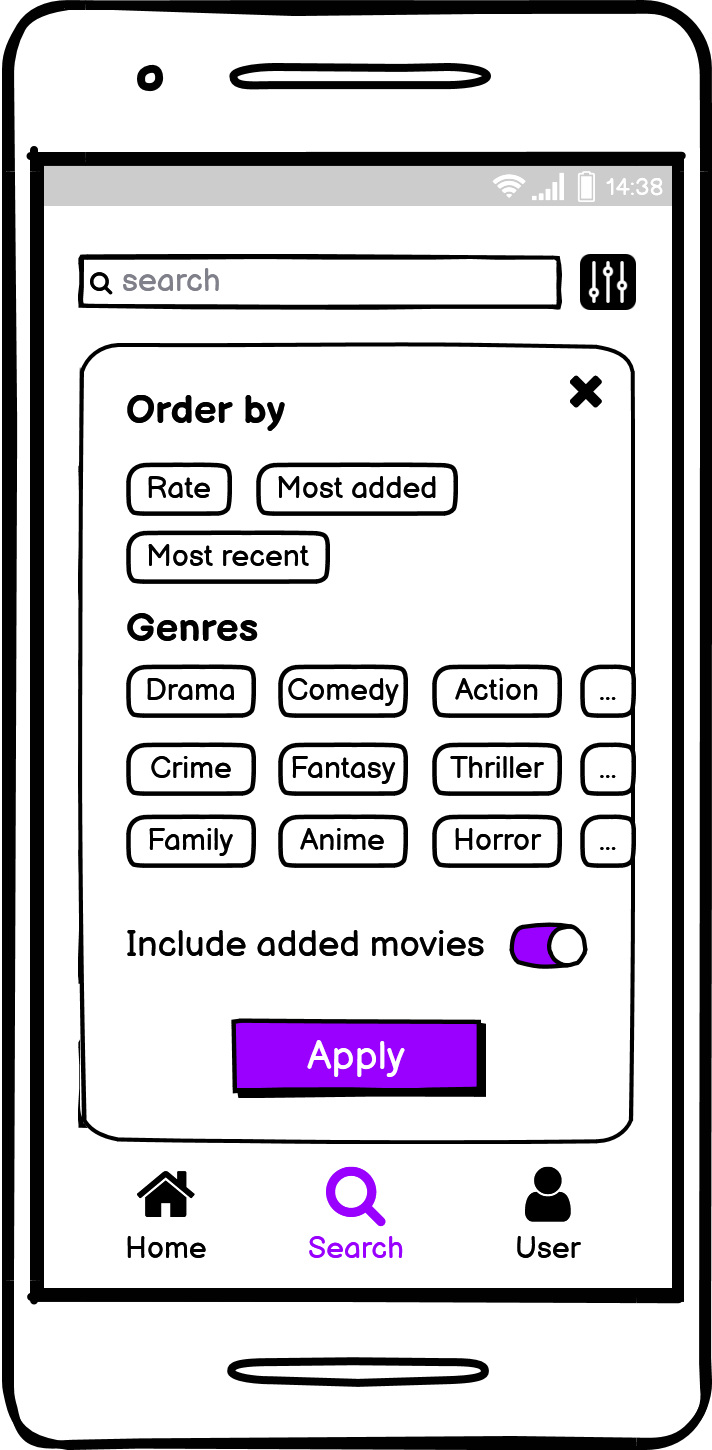 14:38
search
Order by
Rate Most added
Most recent
Genres
Drama Comedy Action ...
Crime Fantasy Thriller ...
Family Anime Horror ...
Include added movies
Apply
Home Search User